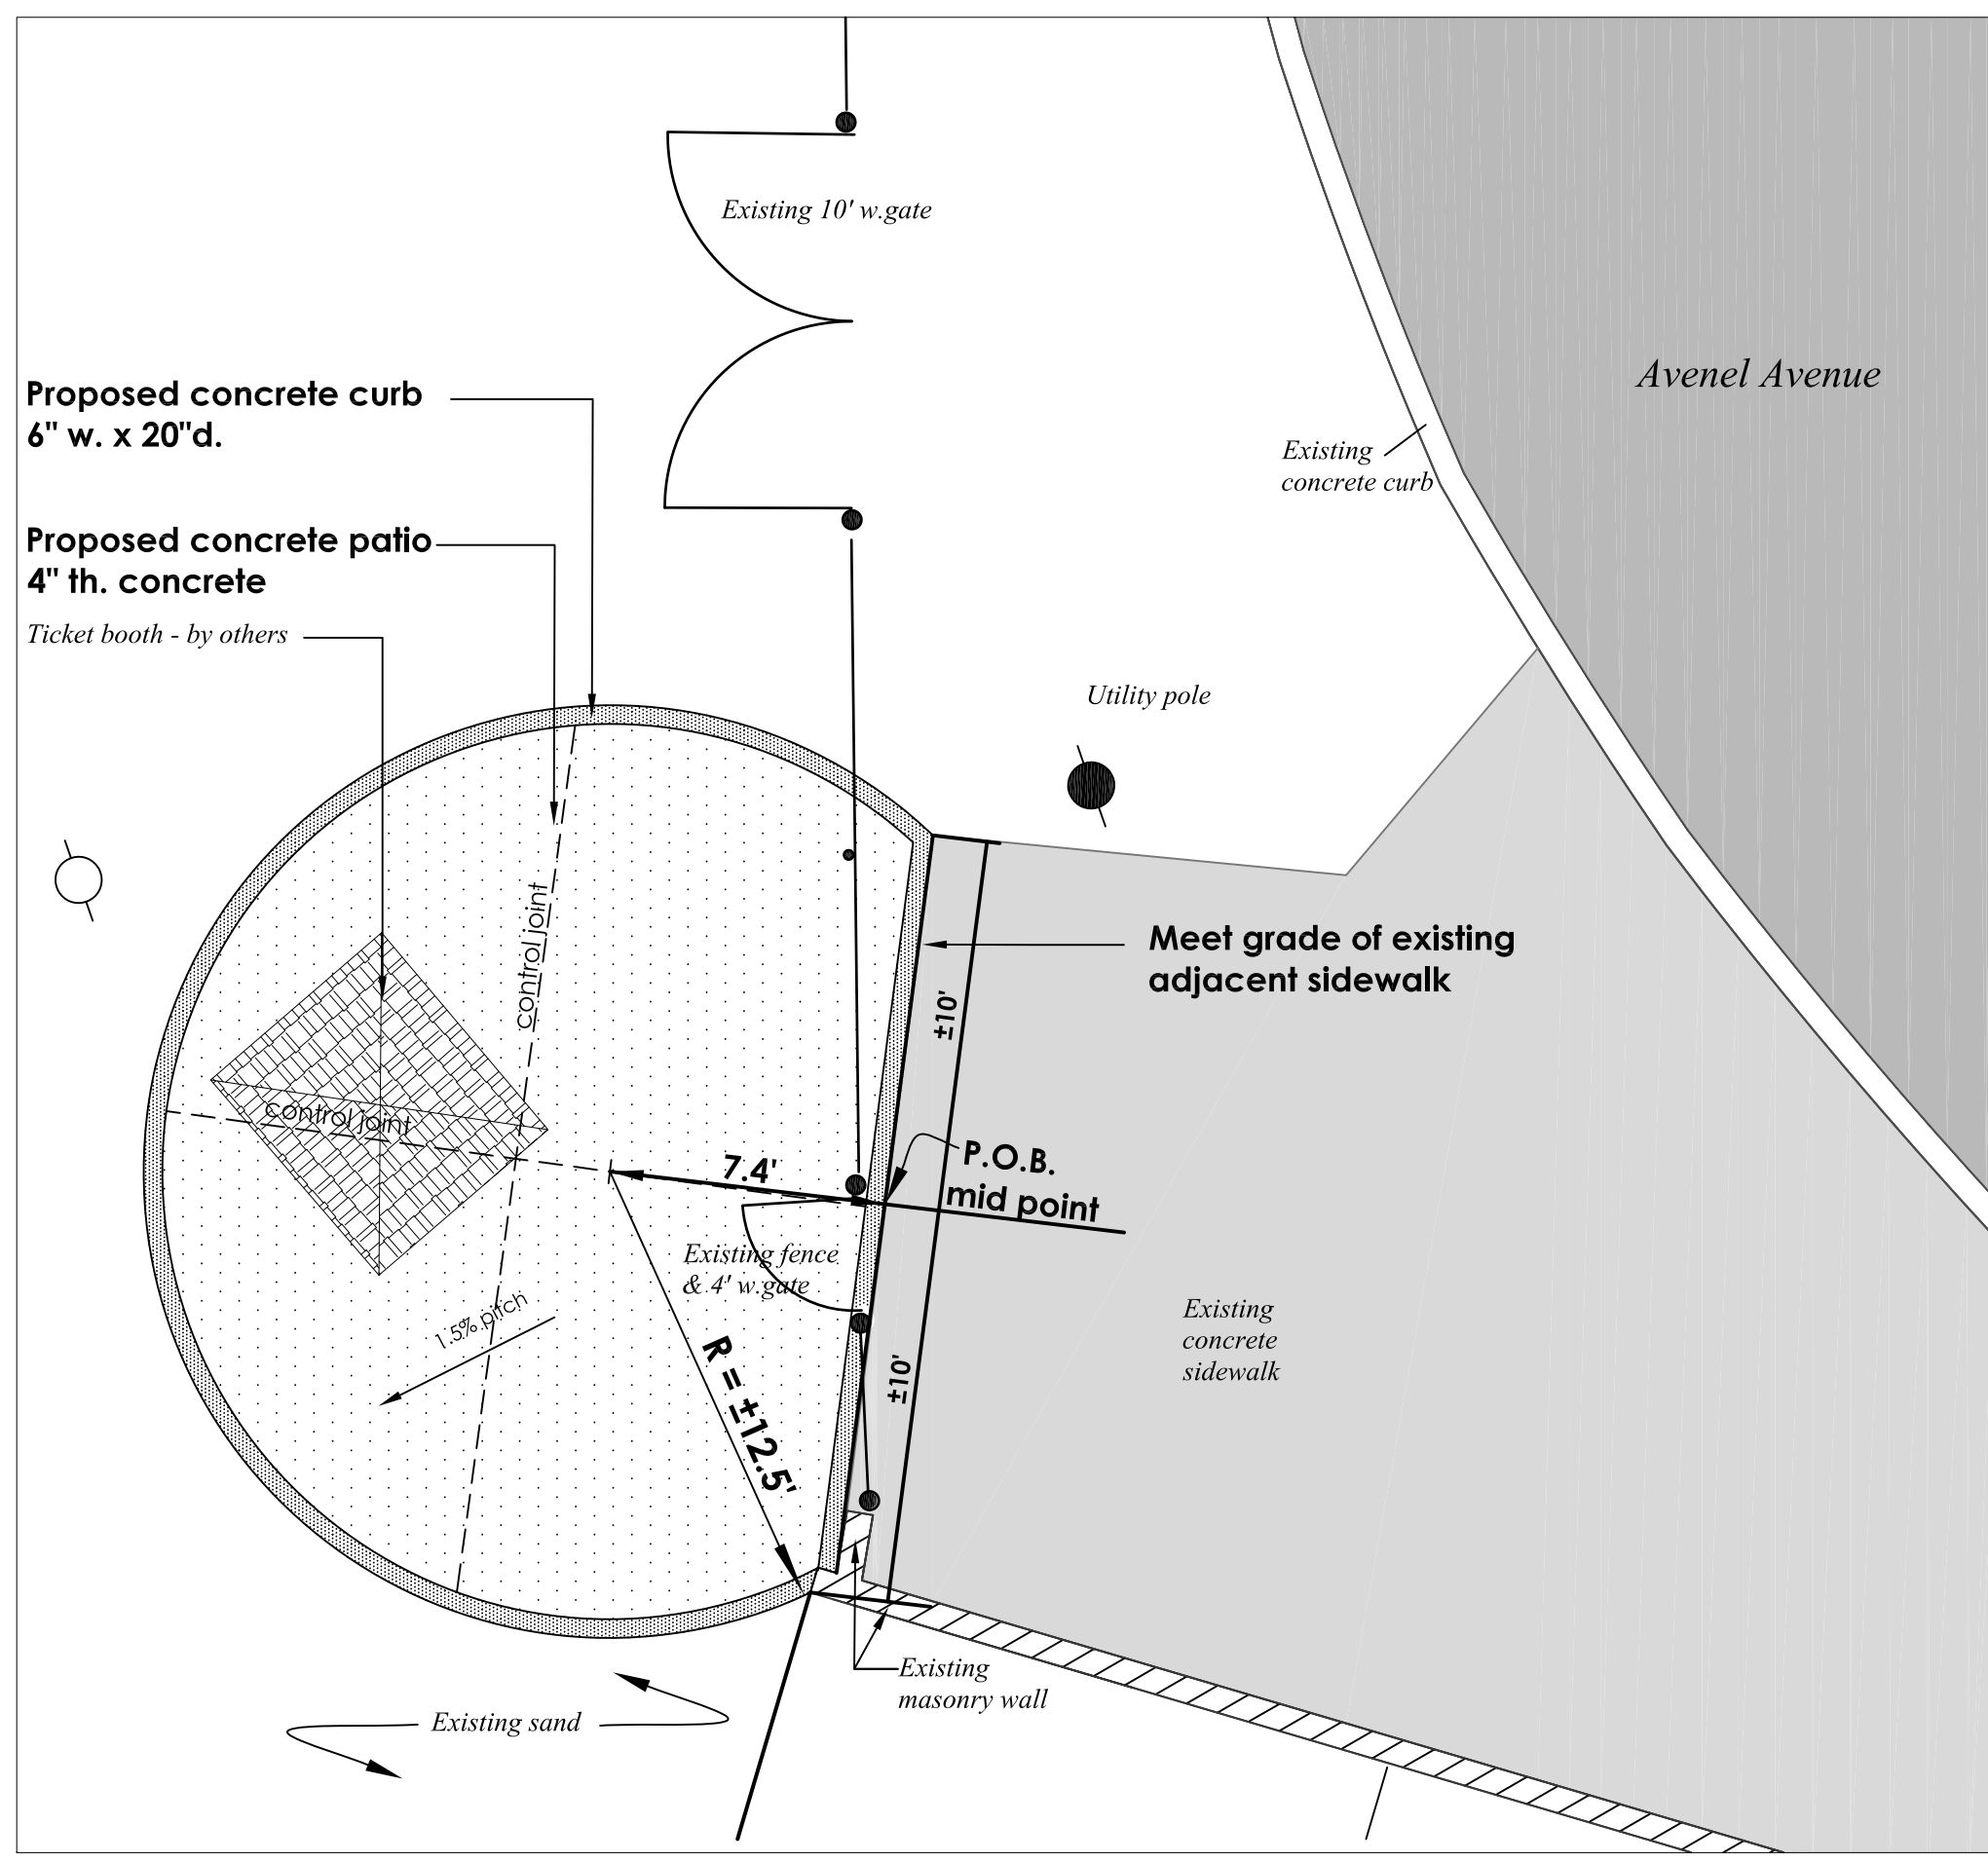 Existing 10' w.gate
Avenel Avenue
Proposed concrete curb
6" w. x 20"d.
Existing
concrete curb
Proposed concrete patio
4" th. concrete
Ticket booth - by others
Utility pole
control joint
Meet grade of existing
adjacent sidewalk
±10'
control joint
7.4'
P.O.B.
mid point
Existing fence
& 4' w.gate
1.5% pitch
R = ±12.5'
±10'
Existing
concrete
sidewalk
Existing
masonry wall
Existing sand